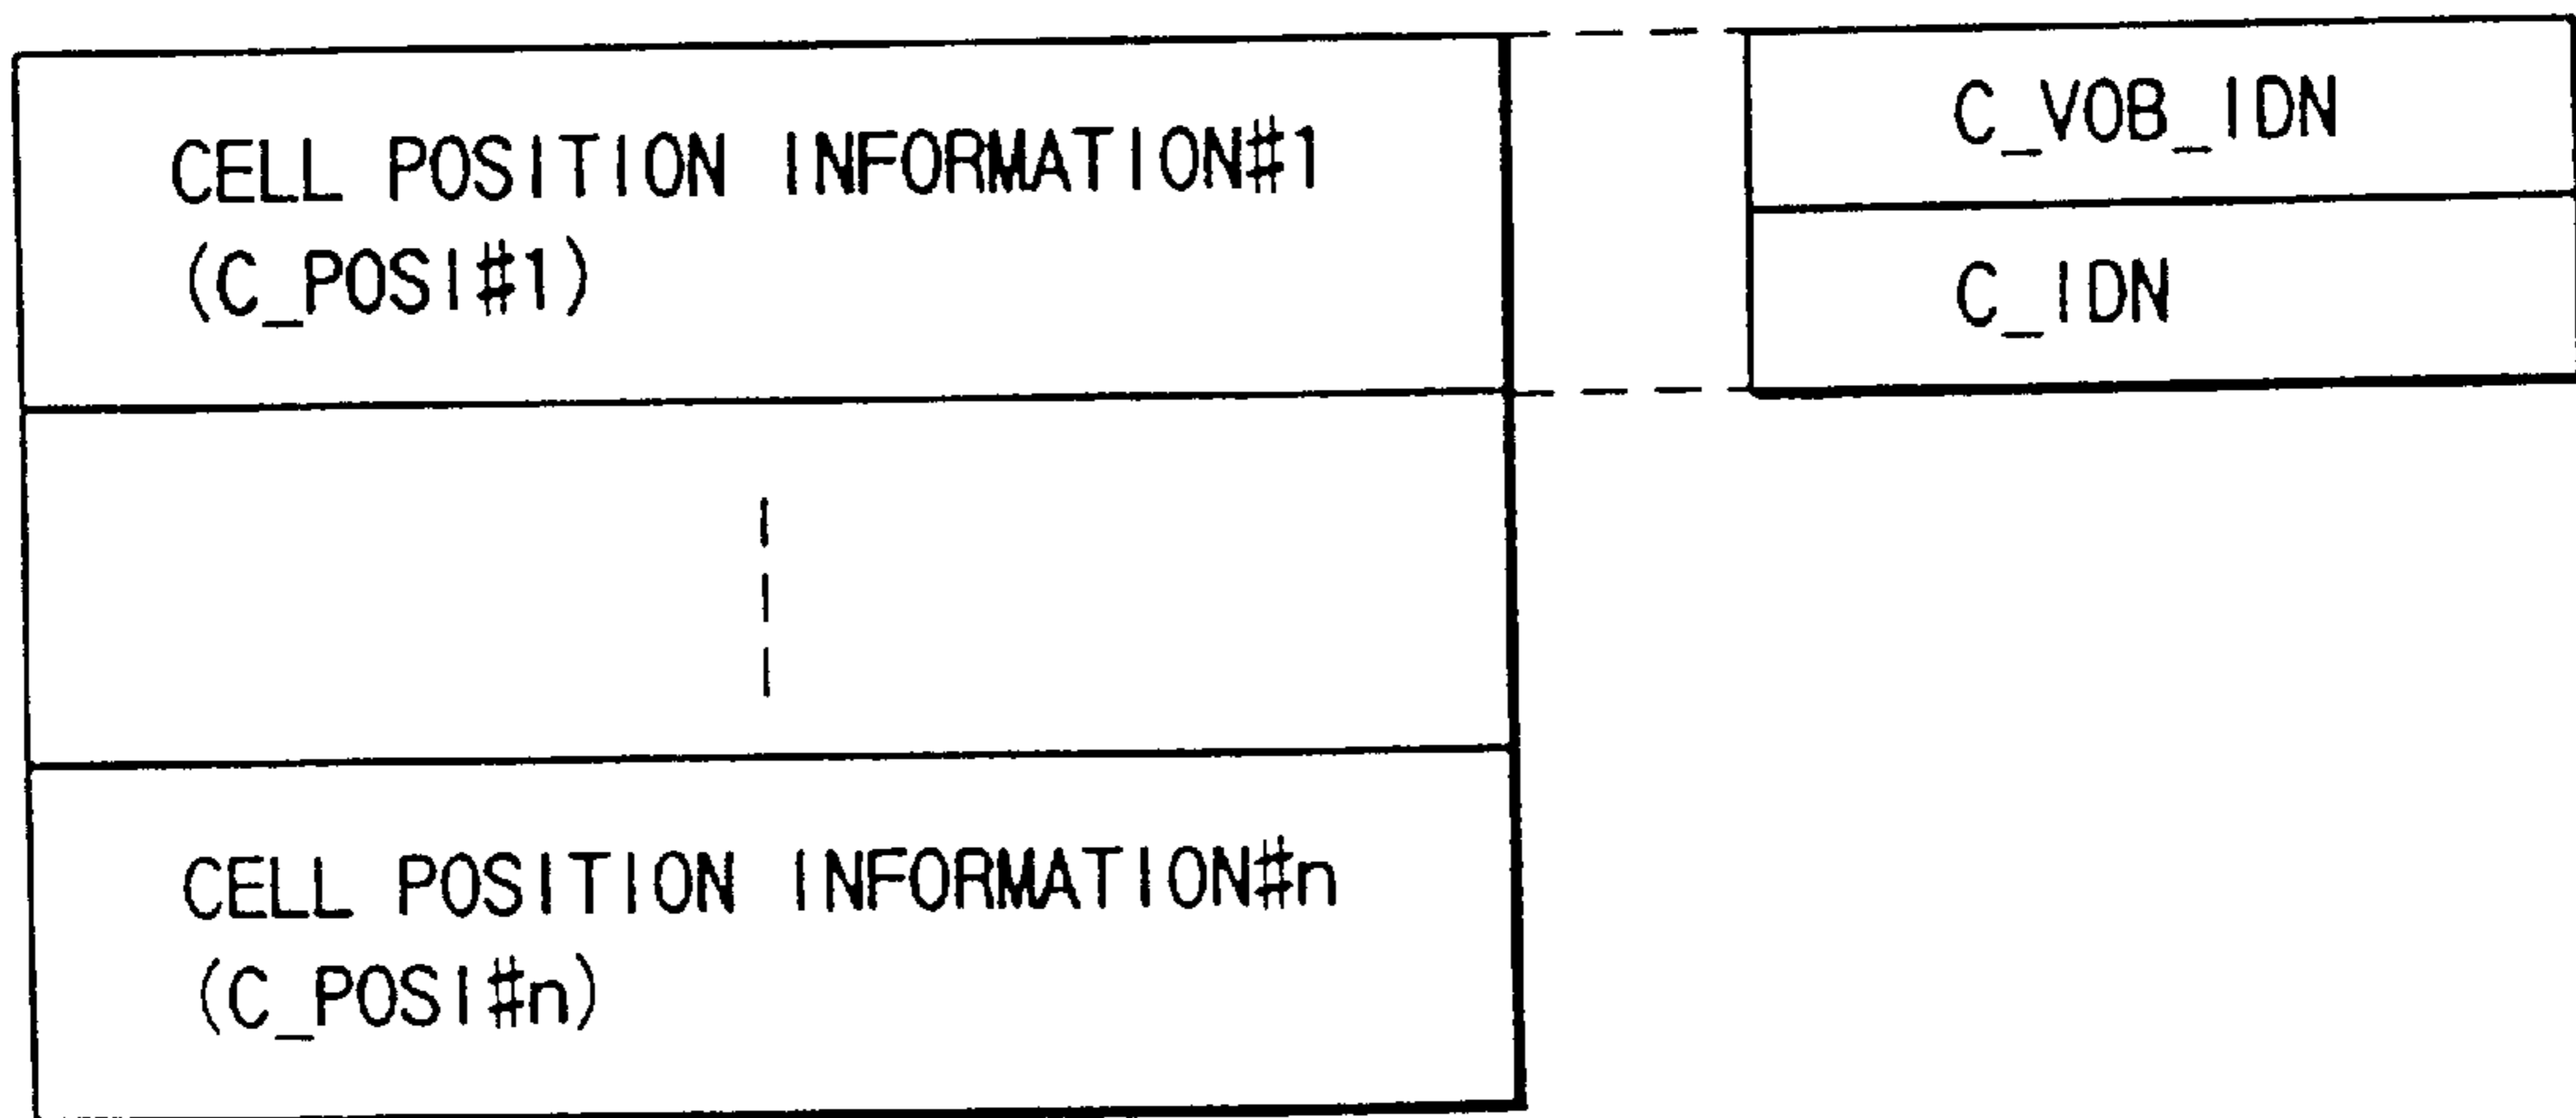 CELL POSITION INFORMATION#1
(C_POSI#1)
C_VOB_IDN
C_IDN
CELL POSITION INFORMATION#n
(C_POSI#n)